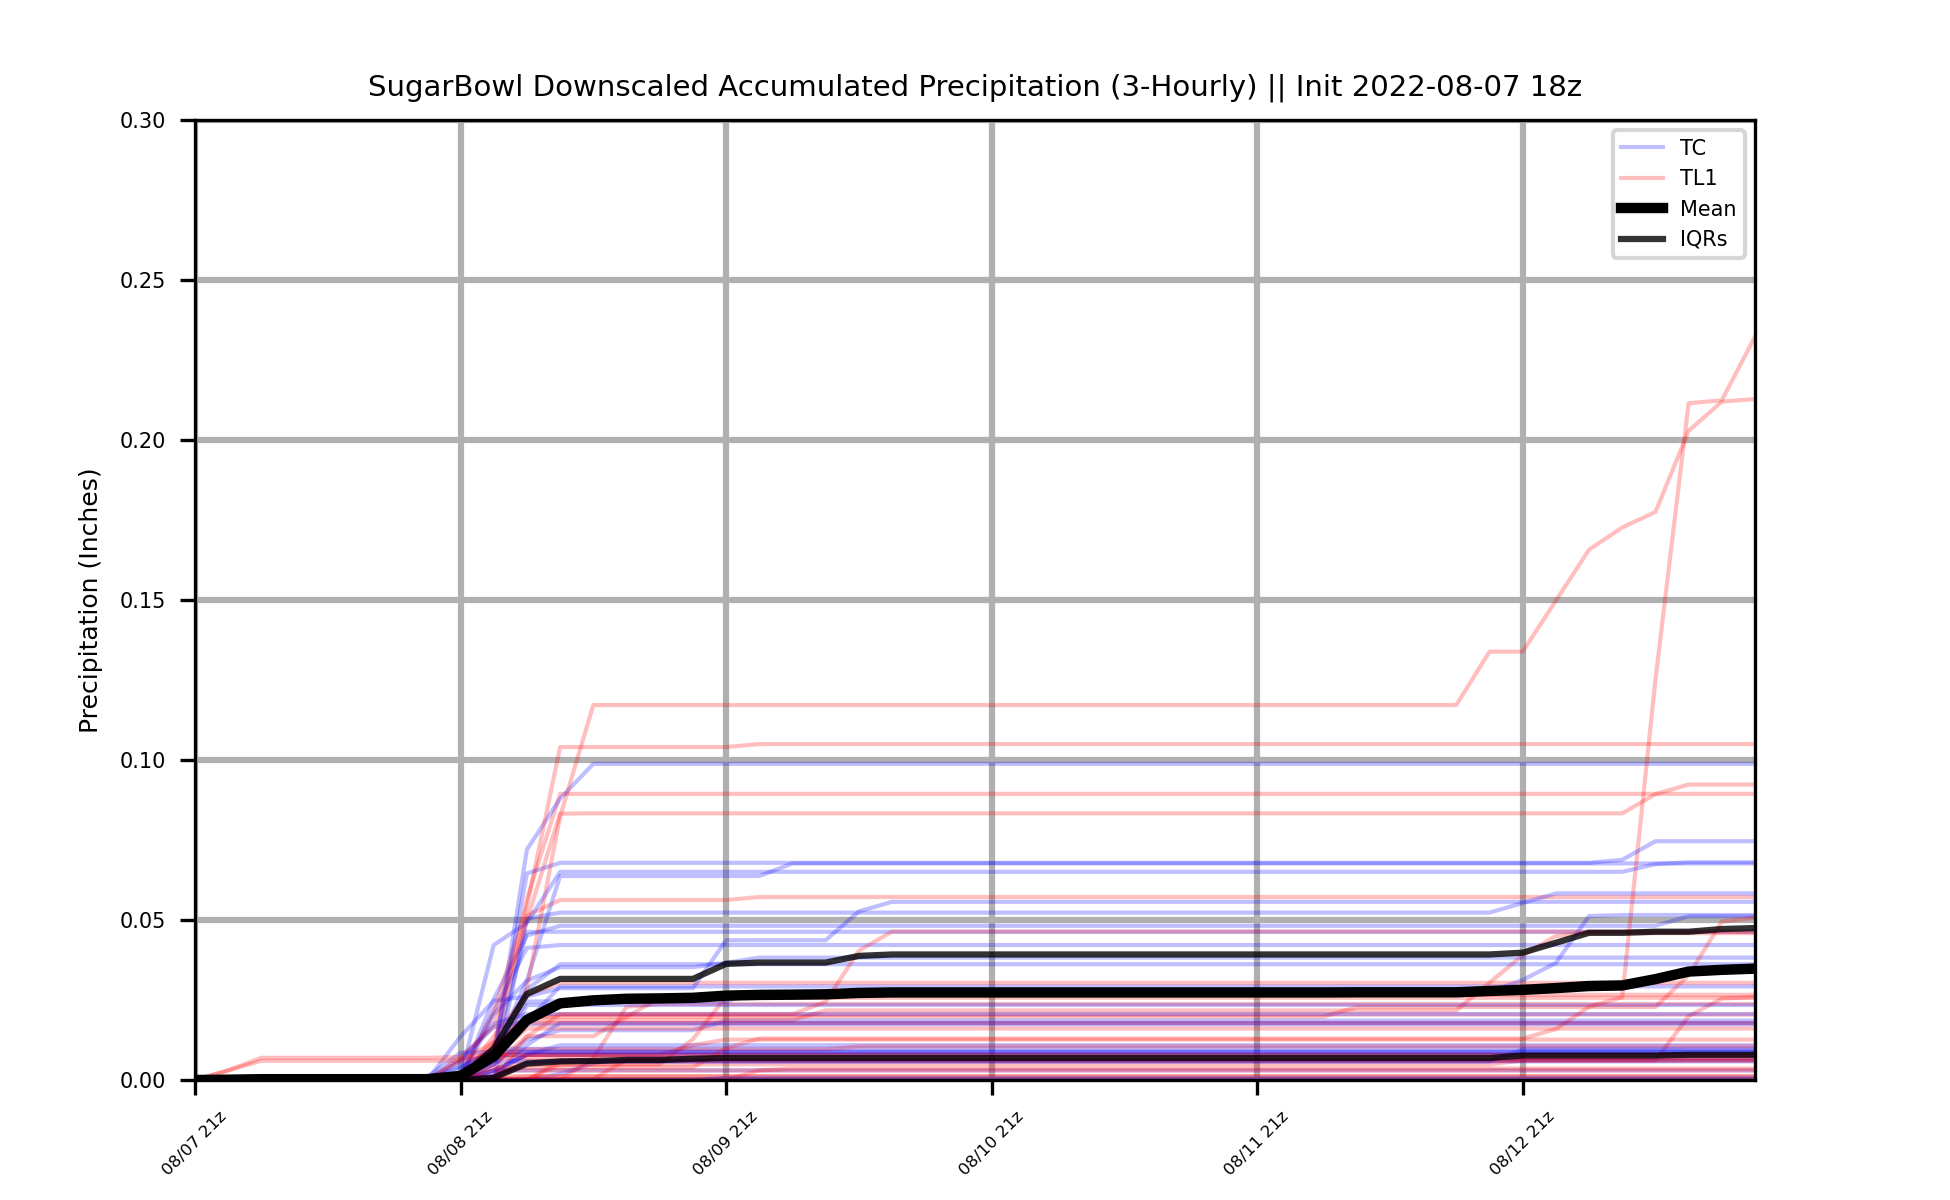 SugarBowl Downscaled Accumulated Precipitation (3-Hourly) || Init 2022-08-07 18z
0.30
0.25
0.20
0.15
0.10
0.05
0.00
Precipitation (Inches)
TC
TL1
Mean
IQRs
08/07 21z
08/08 21z
08/09 21z
08/10 21z
08/11 21z
08/12 21z